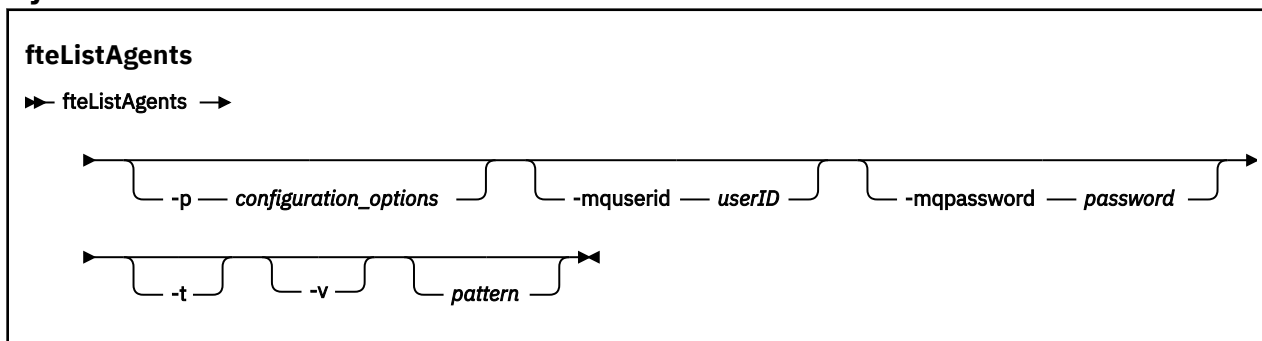 fteListAgents
fteListAgents
-p configuration_options -mquserid userID -mqpassword password
-t -v pattern